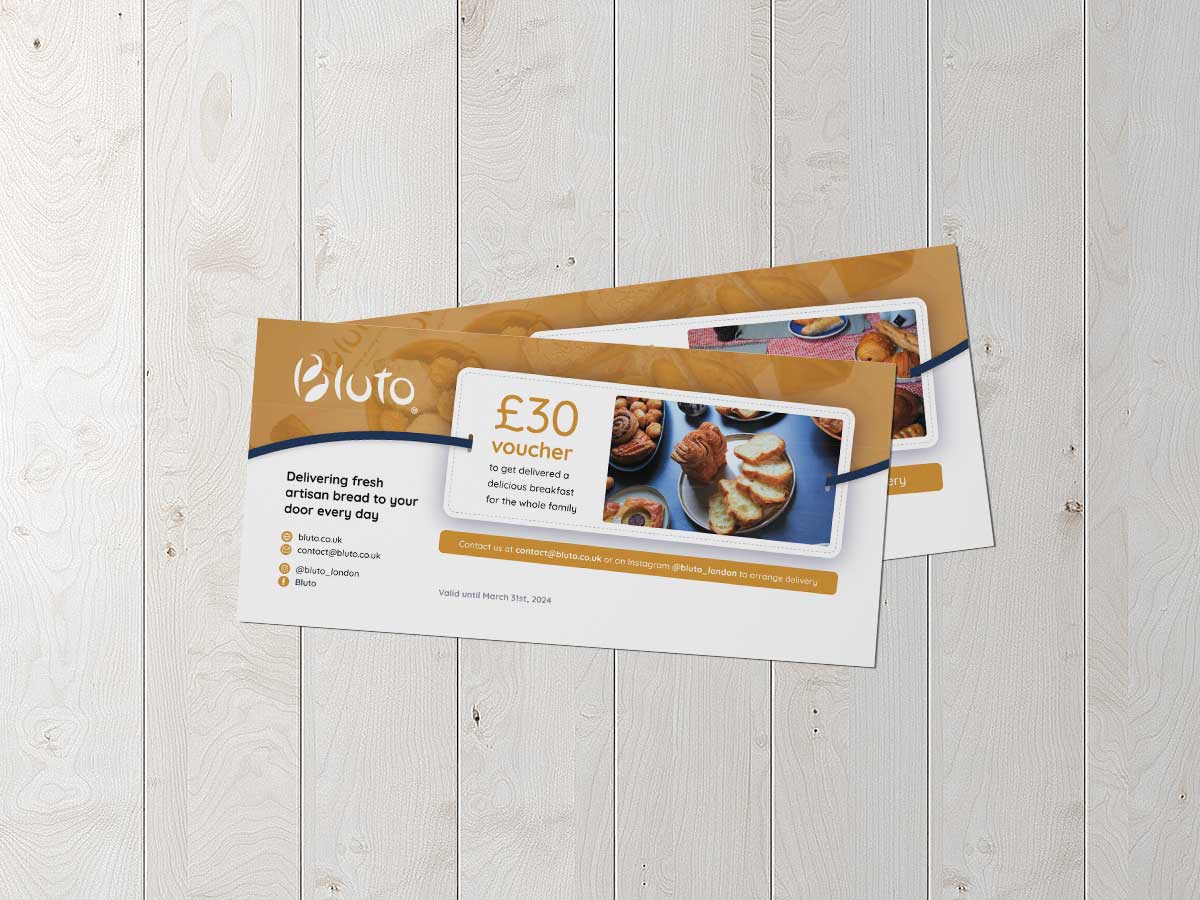 Bluto®
£30
voucher
to get delivered a
delicious breakfast
for the whole family
Delivering fresh
artisan bread to your
door every day
bluto.co.uk
contact@bluto.co.uk
@bluto_london
Bluto
Contact us at contact@bluto.co.uk or on Instagram @bluto_london to arrange delivery
Valid until March 31st, 2024
ery